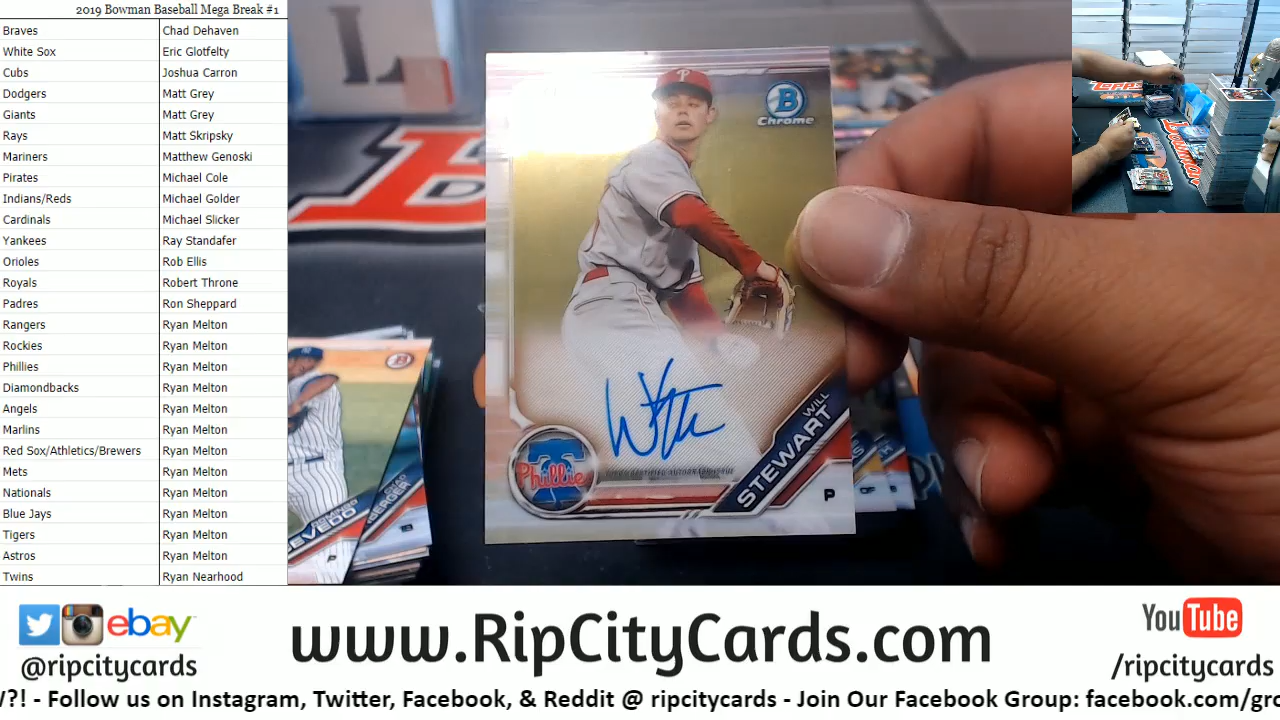 2019 Bowman Baseball Mega Break #1
Braves Chad Dehaven
White Sox Eric Glotfelty
Cubs Joshua Carron
Dodgers Matt Grey
Giants Matt Grey
Rays Matt Skripsky
Mariners Matthew Genoski
Pirates Michael Cole
Indians/Reds Michael Golder
Cardinals Michael Slicker
Yankees Ray Standafer
Orioles Rob Ellis
Royals Robert Throne
Padres Ron Sheppard
Rangers Ryan Melton
Rockies Ryan Melton
Phillies Ryan Melton
Diamondbacks Ryan Melton
Angels Ryan Melton
Marlins Ryan Melton
Red Sox/Athletics/Brewers Ryan Melton
Mets Ryan Melton
Nationals Ryan Melton
Blue Jays Ryan Melton
Tigers Ryan Melton
Astros Ryan Melton
Twins Ryan Nearhood
P
B
Chrome
WILL
STEWART
P
Phillies
TOPPS
Bowman
ebay
@ripcitycards
www.RipCityCards.com
YouTube
/ripcitycards
/?! - Follow us on Instagram, Twitter, Facebook, & Reddit @ ripcitycards - Join Our Facebook Group: facebook.com/gro